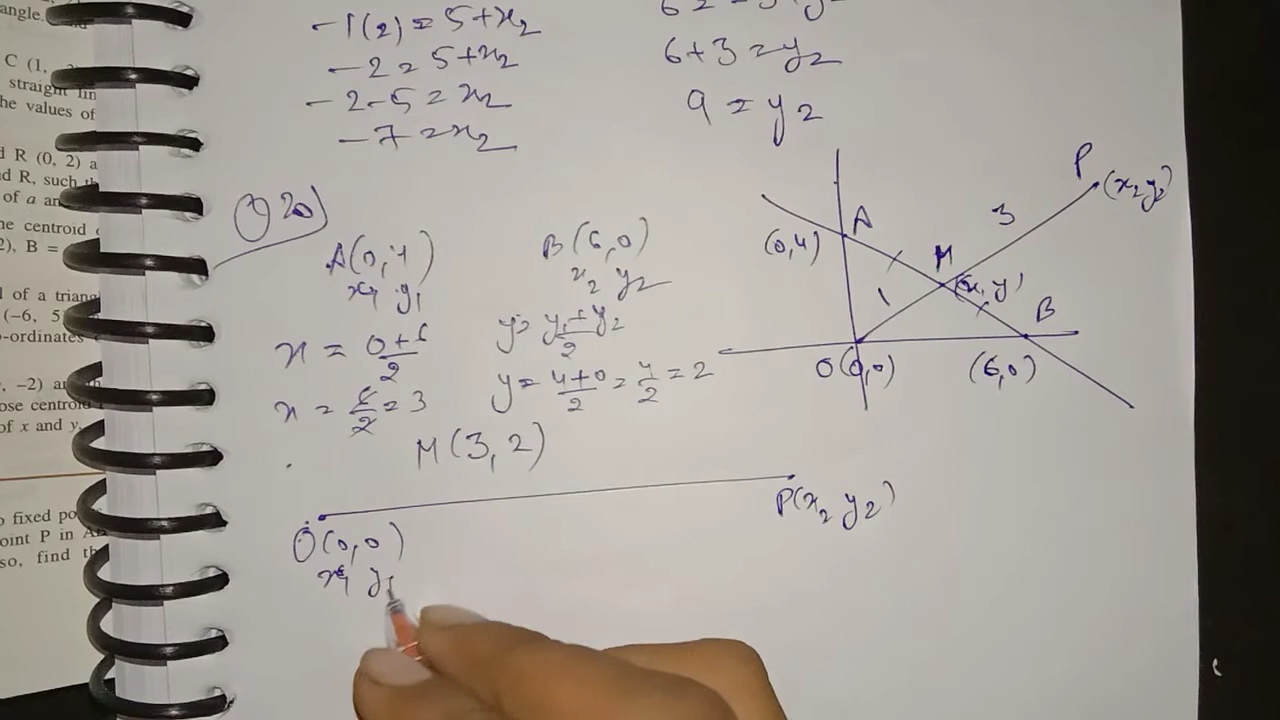 angle.
C (1,
straight lin
he values of
R (0, 2) a
d R, such th
of a an
he centroid
2), B =
l of a triang
(-6, 5
o-ordinates
, -2) an
ose centroid
of x and y.
o fixed po
oint P in AB
so, find th
-1(2) = 5+x2
-2 = 5+x2
-2-5 = x2
-7 = x2
6+3 = y2
9 = y2
Q 20)
A(0,4)
x1 y1
B(6,0)
x2 y2
x = 0+6/2
y = y1+y2/2
x = 6/2 = 3
y = 4+0/2 = 4/2 = 2
M(3,2)
P
(x2 y2)
3
A
(0,4)
M
(x, y)
1
B
O(0,0)
(6,0)
O(0,0)
x1 y1
P(x2 y2)